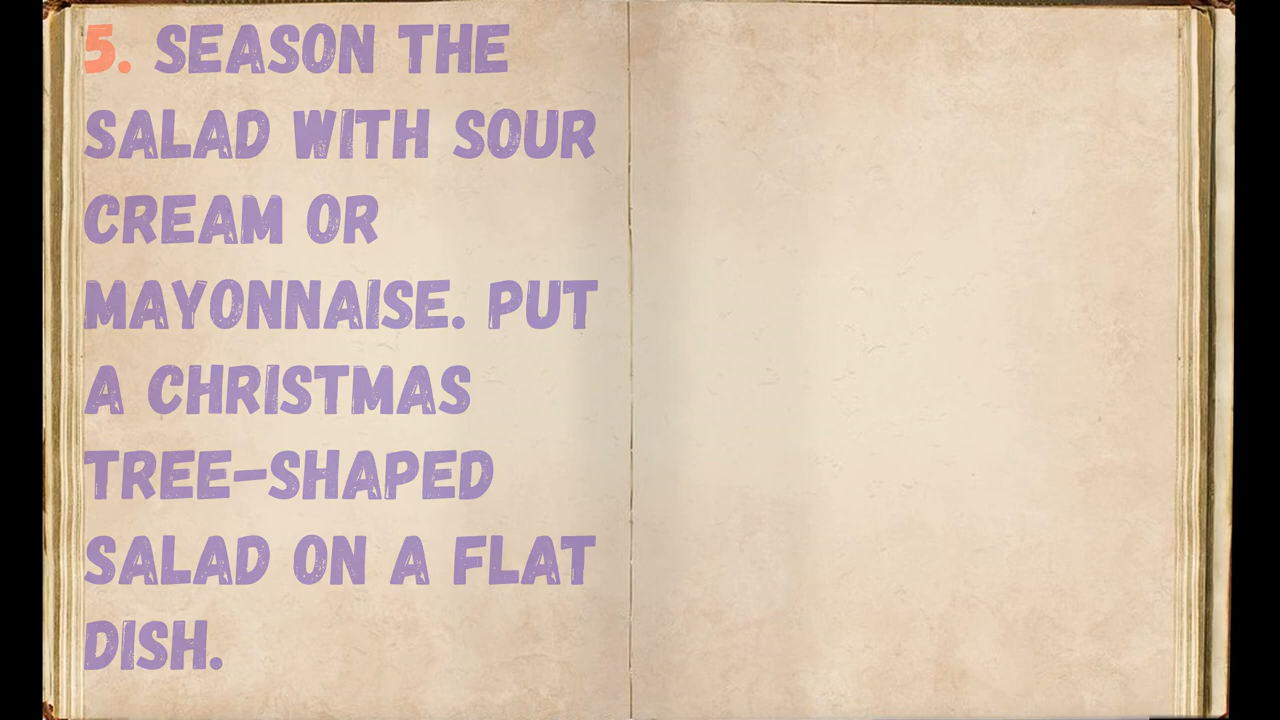 5. SEASON THE
SALAD WITH SOUR
CREAM OR
MAYONNAISE. PUT
A CHRISTMAS
TREE-SHAPED
SALAD ON A FLAT
DISH.